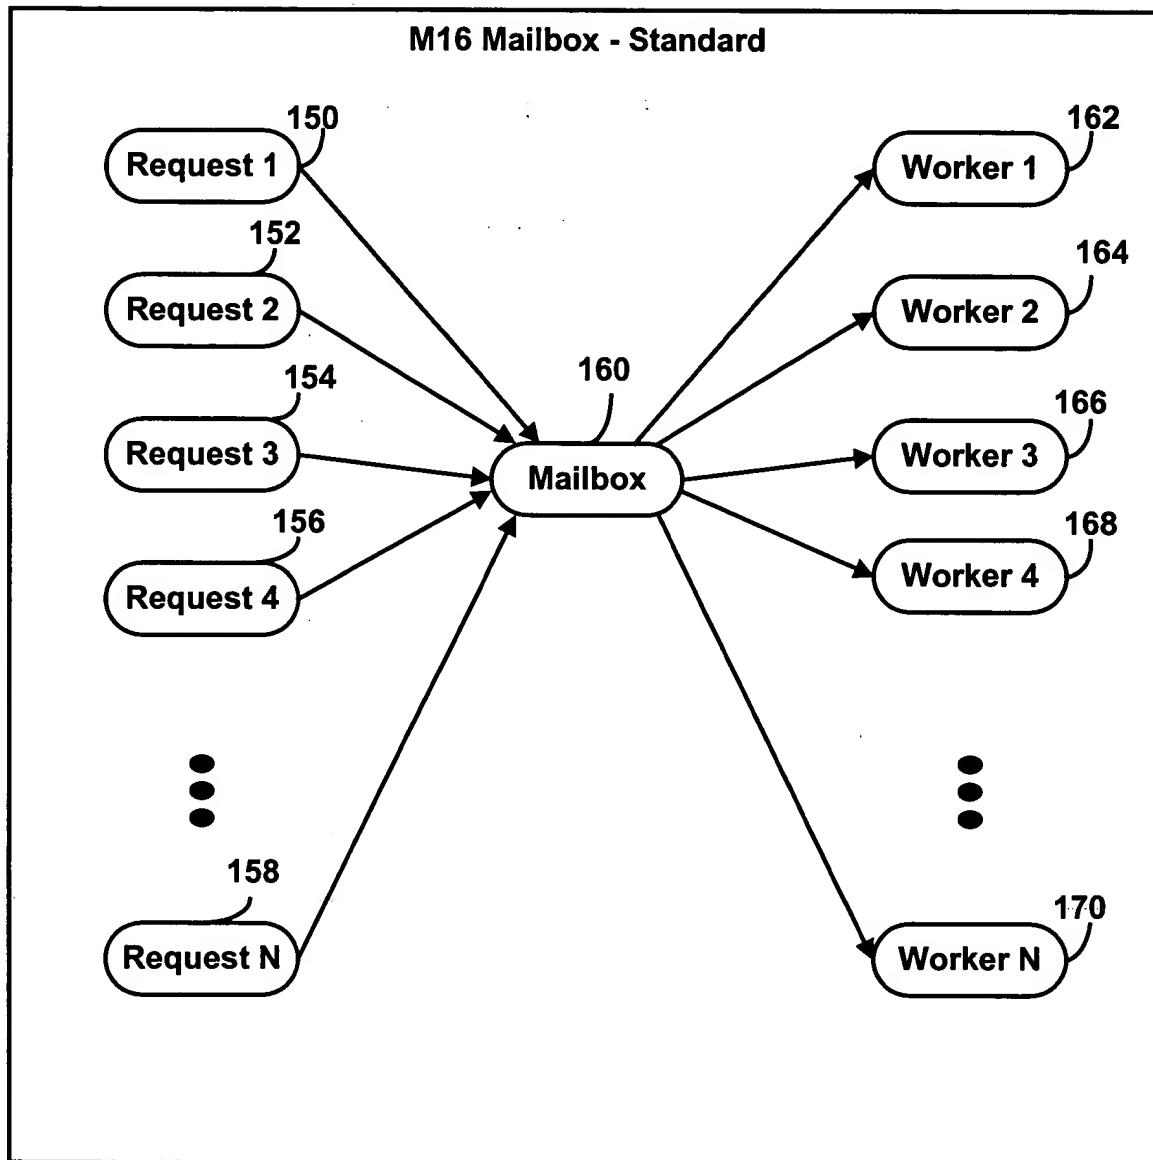 M16 Mailbox - Standard
150
Request 1
152
Request 2
154
Request 3
156
Request 4
158
Request N
160
Mailbox
162
Worker 1
164
Worker 2
166
Worker 3
168
Worker 4
170
Worker N